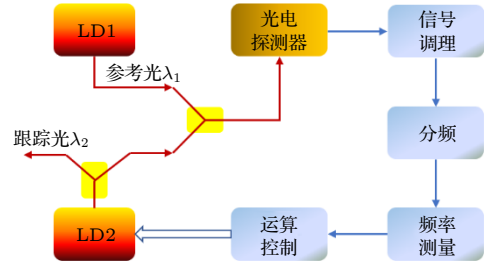 LD1
光电
探测器
信号
调理
参考光λ₁
分频
跟踪光λ₂
LD2
运算
控制
频率
测量